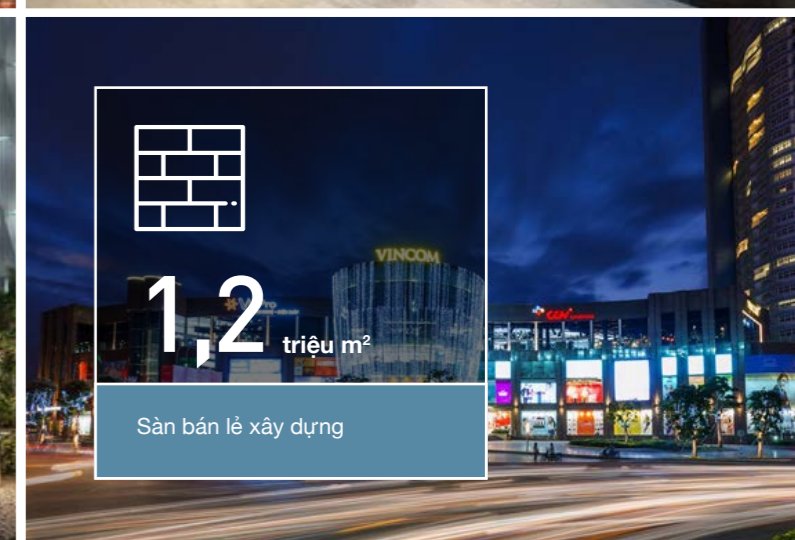 VINCOM
1,2 triệu m²
CGV
Sàn bán lẻ xây dựng